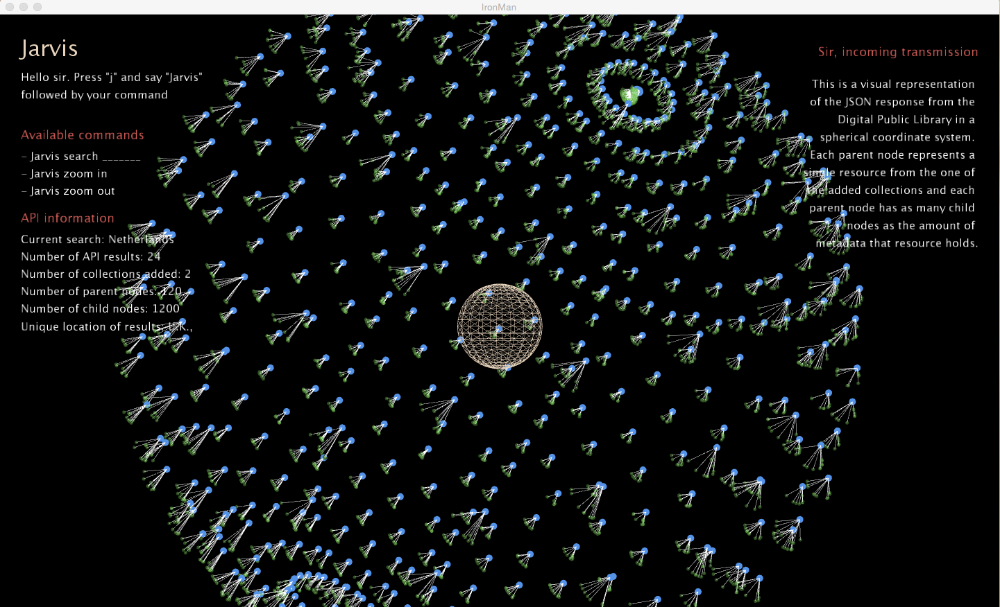 IronMan
Jarvis
Hello sir. Press "j" and say "Jarvis"
followed by your command
Available commands
- Jarvis search _______
- Jarvis zoom in
- Jarvis zoom out
API information
Current search: Netherlands
Number of API results: 24
Number of collections added: 2
Number of parent nodes: 120
Number of child nodes: 1200
Unique location of results: U.K.,
Sir, incoming transmission
This is a visual representation
of the JSON response from the
Digital Public Library in a
spherical coordinate system.
Each parent node represents a
single resource from the one of
the added collections and each
parent node has as many child
nodes as the amount of
metadata that resource holds.